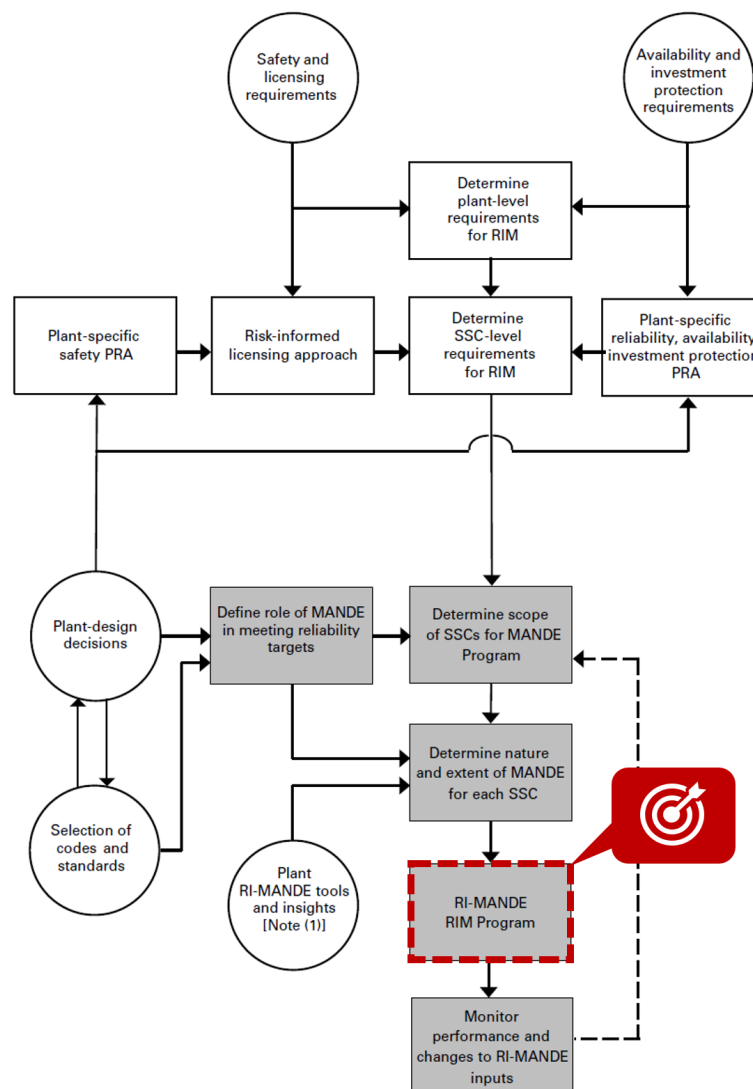 Safety and
licensing
requirements
Availability and
investment
protection
requirements
Determine
plant-level
requirements
for RIM
Plant-specific
safety PRA
Risk-informed
licensing approach
Determine
SSC-level
requirements
for RIM
Plant-specific
reliability, availability
investment protection
PRA
Plant-design
decisions
Define role of MANDE
in meeting reliability
targets
Determine scope
of SSCs for MANDE
Program
Determine nature
and extent of MANDE
for each SSC
Selection of
codes and
standards
Plant
RI-MANDE tools
and insights
[Note (1)]
RI-MANDE
RIM Program
Monitor
performance and
changes to RI-MANDE
inputs